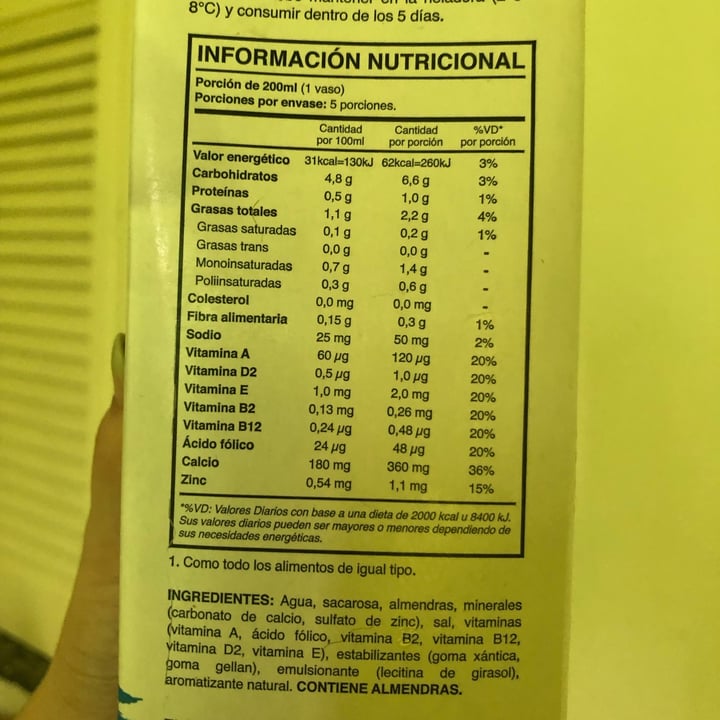 mantener en la heladera (2-
8°C) y consumir dentro de los 5 días.
INFORMACIÓN NUTRICIONAL
Porción de 200ml (1 vaso)
Porciones por envase: 5 porciones.
Cantidad por 100ml Cantidad por porción %VD* por porción
Valor energético 31kcal=130kJ 62kcal=260kJ 3%
Carbohidratos 4,8 g 6,6 g 3%
Proteínas 0,5 g 1,0 g 1%
Grasas totales 1,1 g 2,2 g 4%
Grasas saturadas 0,1 g 0,2 g 1%
Grasas trans 0,0 g 0,0 g -
Monoinsaturadas 0,7 g 1,4 g -
Poliinsaturadas 0,3 g 0,6 g -
Colesterol 0,0 mg 0,0 mg -
Fibra alimentaria 0,15 g 0,3 g 1%
Sodio 25 mg 50 mg 2%
Vitamina A 60 µg 120 µg 20%
Vitamina D2 0,5 µg 1,0 µg 20%
Vitamina E 1,0 mg 2,0 mg 20%
Vitamina B2 0,13 mg 0,26 mg 20%
Vitamina B12 0,24 µg 0,48 µg 20%
Ácido fólico 24 µg 48 µg 20%
Calcio 180 mg 360 mg 36%
Zinc 0,54 mg 1,1 mg 15%
*%VD: Valores Diarios con base a una dieta de 2000 kcal u 8400 kJ.
Sus valores diarios pueden ser mayores o menores dependiendo de
sus necesidades energéticas.
1. Como todo los alimentos de igual tipo.
INGREDIENTES: Agua, sacarosa, almendras, minerales
(carbonato de calcio, sulfato de zinc), sal, vitaminas
(vitamina A, ácido fólico, vitamina B2, vitamina B12,
vitamina D2, vitamina E), estabilizantes (goma xántica,
goma gellan), emulsionante (lecitina de girasol),
aromatizante natural. CONTIENE ALMENDRAS.